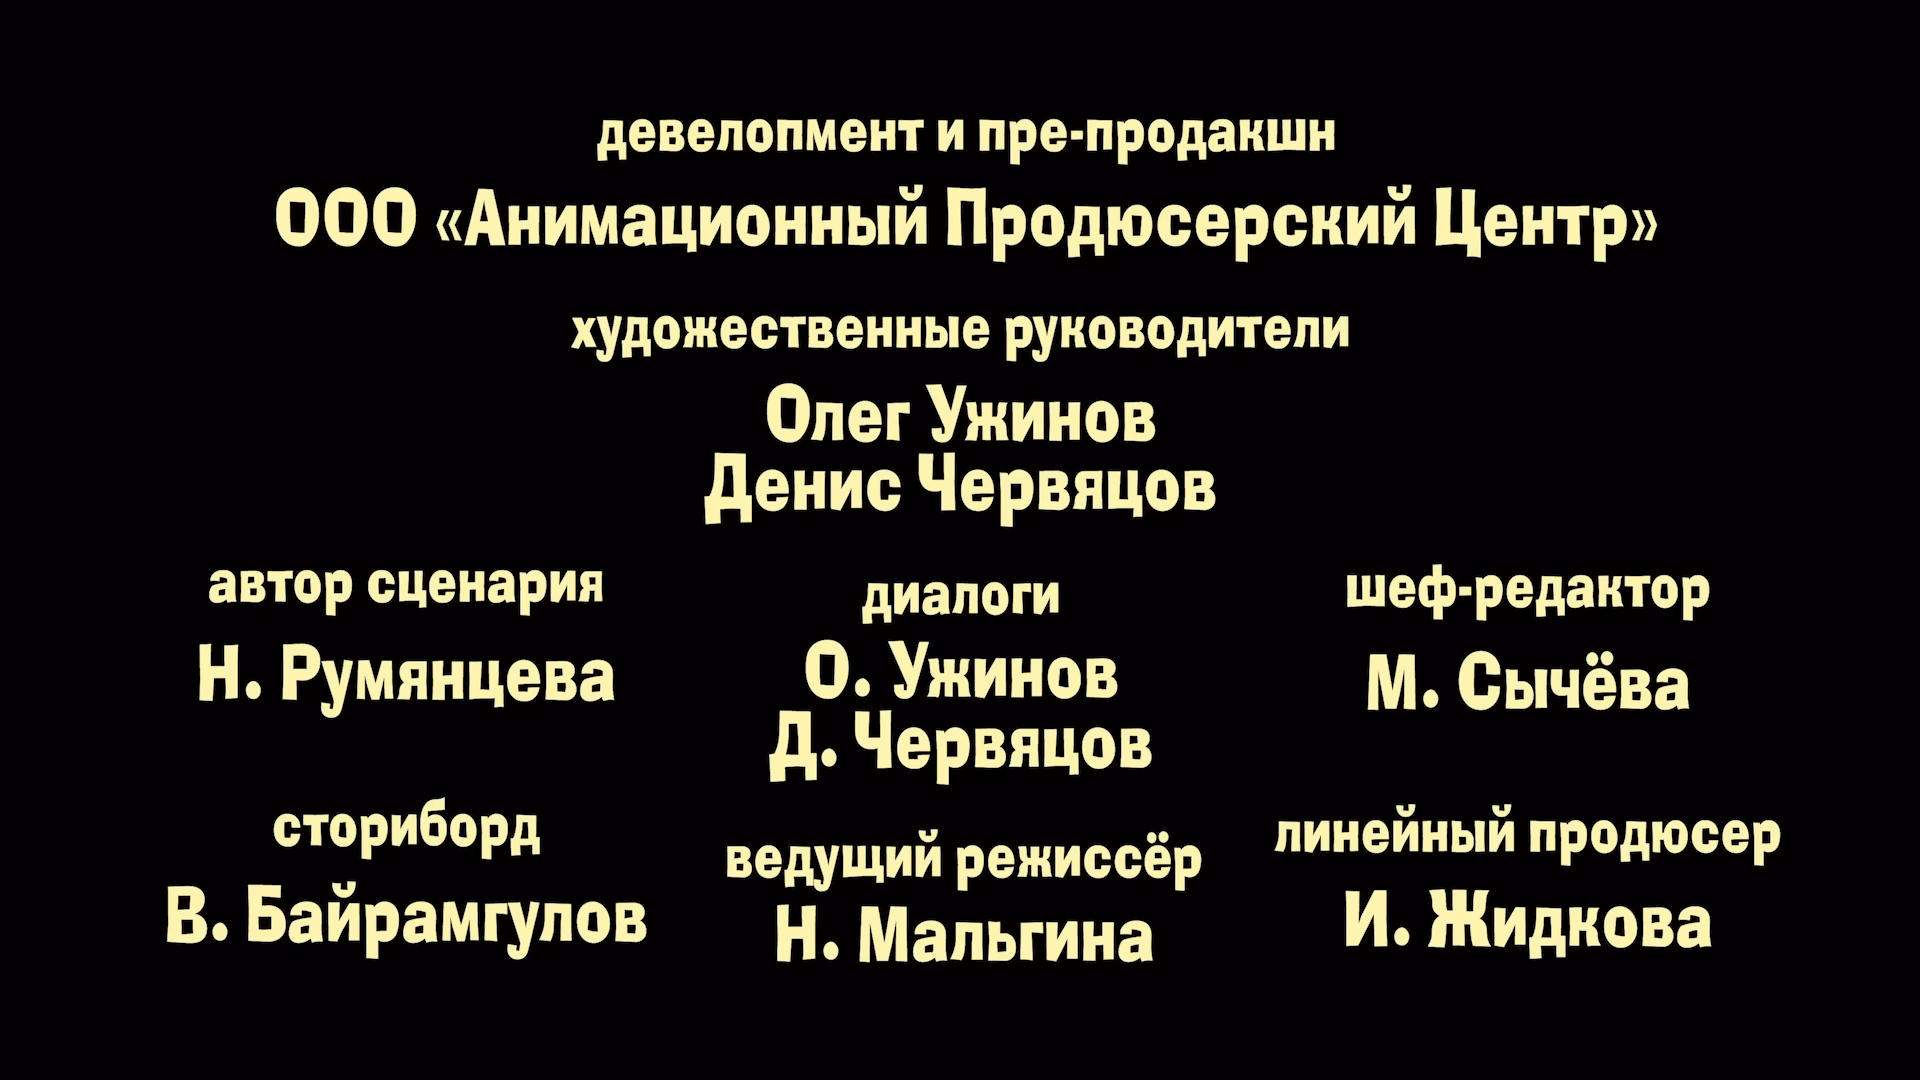 девелопмент и пре-продакшн
ООО «Анимационный Продюсерский Центр»
художественные руководители
Олег Ужинов
Денис Червяцов
автор сценария
Н. Румянцева
диалоги
О. Ужинов
Д. Червяцов
шеф-редактор
М. Сычёва
сториборд
В. Байрамгулов
ведущий режиссёр
Н. Мальгина
линейный продюсер
И. Жидкова